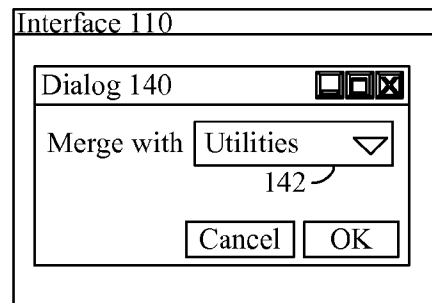 Interface 110
Dialog 140
Merge with Utilities
142
Cancel OK